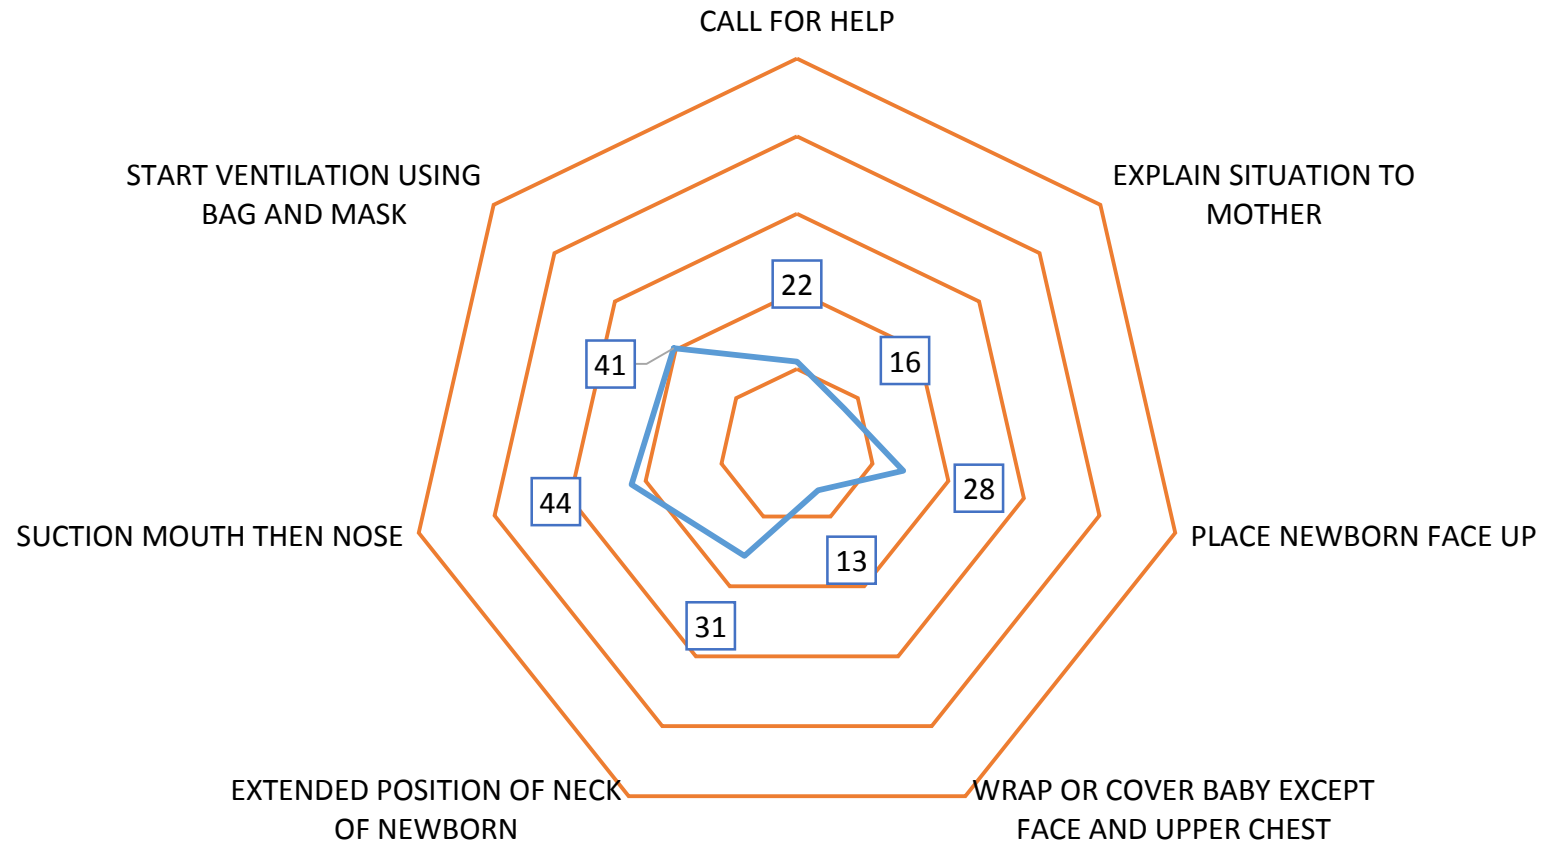 CALL FOR HELP
START VENTILATION USING
BAG AND MASK
EXPLAIN SITUATION TO
MOTHER
22
16
41
28
44
SUCTION MOUTH THEN NOSE
PLACE NEWBORN FACE UP
13
31
EXTENDED POSITION OF NECK
OF NEWBORN
WRAP OR COVER BABY EXCEPT
FACE AND UPPER CHEST